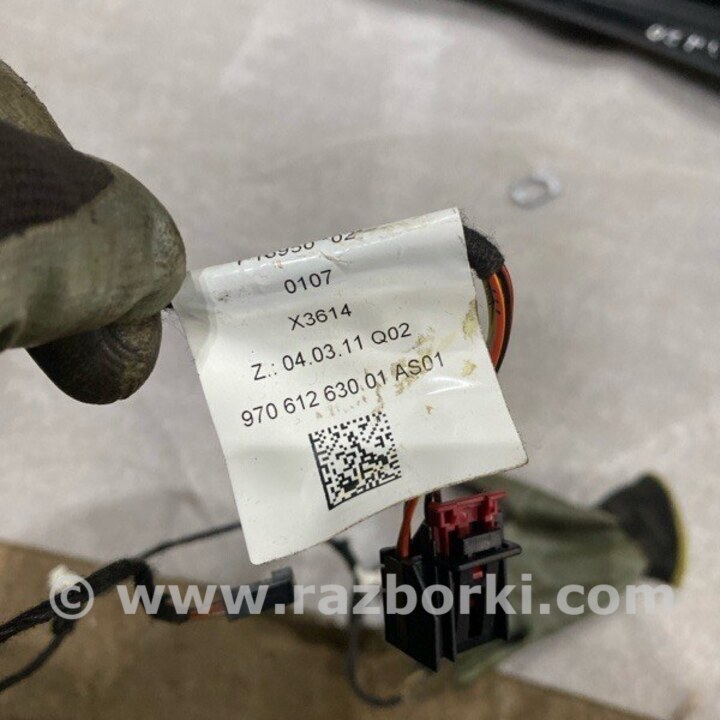 0107
X3614
Z.: 04.03.11 Q02
970 612 630 01 AS01
© www.razborki.com